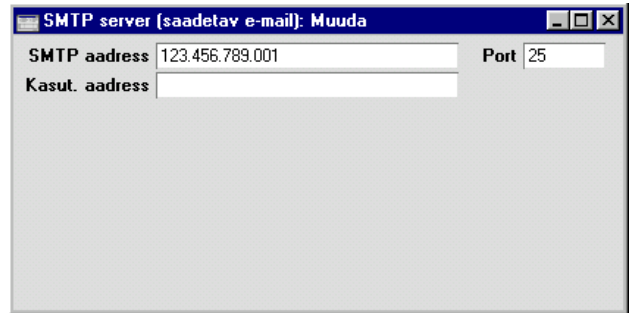 SMTP server (saadetav e-mail): Muuda
SMTP aadress 123.456.789.001 Port 25
Kasut. aadress